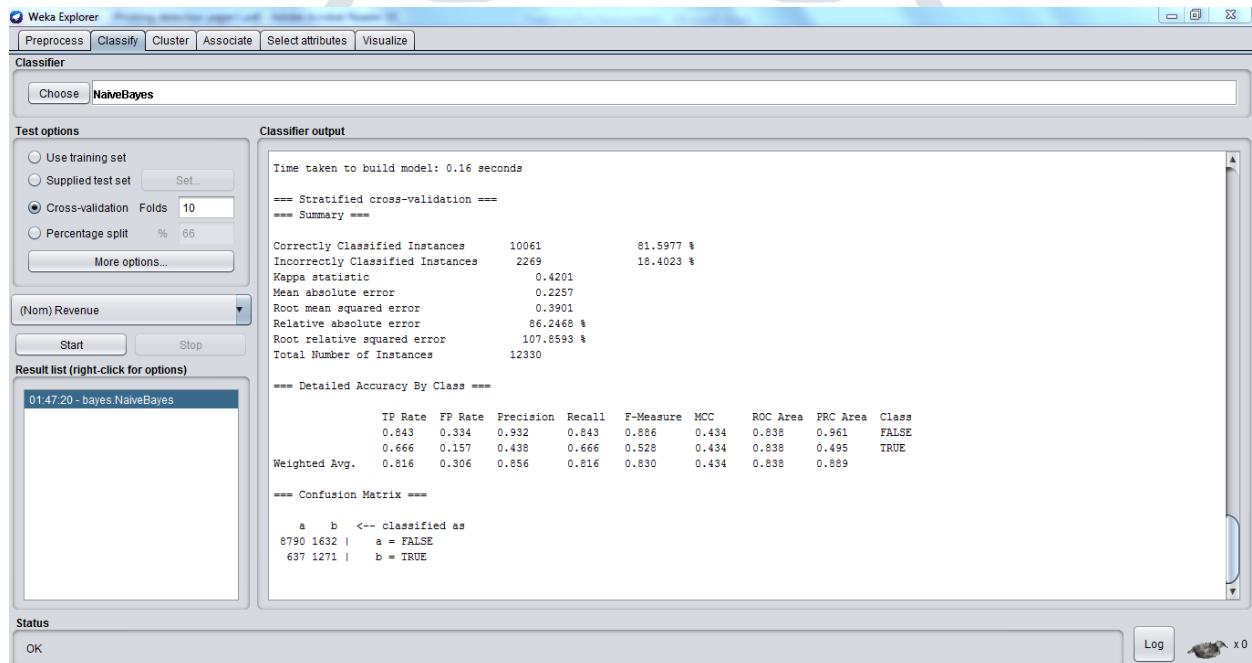 Weka Explorer
Preprocess Classify Cluster Associate Select attributes Visualize
Classifier
Choose NaiveBayes
Test options
Use training set
Supplied test set Set...
Cross-validation Folds 10
Percentage split % 66
More options...
(Nom) Revenue
Start Stop
Result list (right-click for options)
01:47:20 - bayes.NaiveBayes
Classifier output
Time taken to build model: 0.16 seconds
=== Stratified cross-validation ===
=== Summary ===
Correctly Classified Instances 10061 81.5977 %
Incorrectly Classified Instances 2269 18.4023 %
Kappa statistic 0.4201
Mean absolute error 0.2257
Root mean squared error 0.3901
Relative absolute error 86.2468 %
Root relative squared error 107.8593 %
Total Number of Instances 12330
=== Detailed Accuracy By Class ===
TP Rate FP Rate Precision Recall F-Measure MCC ROC Area PRC Area Class
0.843 0.334 0.932 0.843 0.886 0.434 0.838 0.961 FALSE
0.666 0.157 0.438 0.666 0.528 0.434 0.838 0.495 TRUE
Weighted Avg. 0.816 0.306 0.856 0.816 0.830 0.434 0.838 0.889
=== Confusion Matrix ===
a b <-- classified as
8790 1632 | a = FALSE
637 1271 | b = TRUE
Status
OK
Log x 0